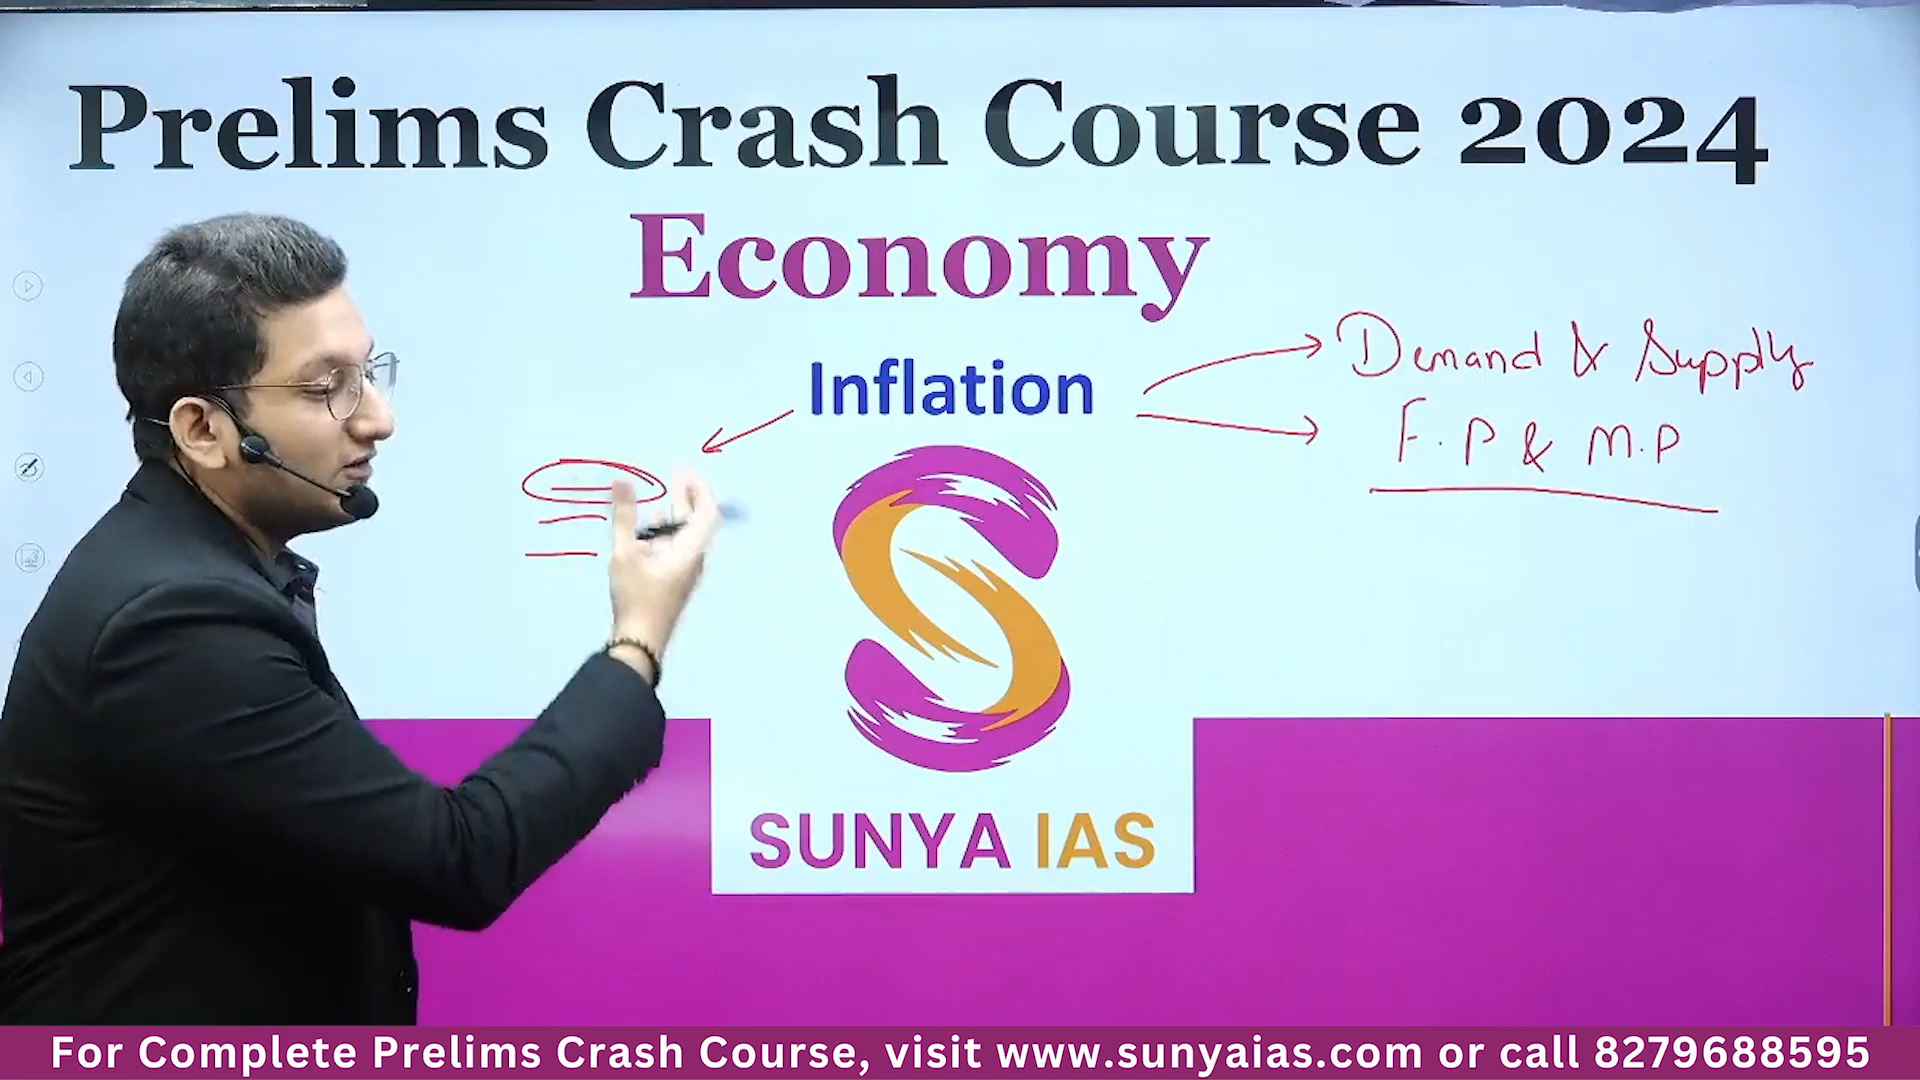 Prelims Crash Course 2024
Economy
Inflation
Demand & Supply
F.P & M.P
SUNYA IAS
For Complete Prelims Crash Course, visit www.sunyaias.com or call 8279688595